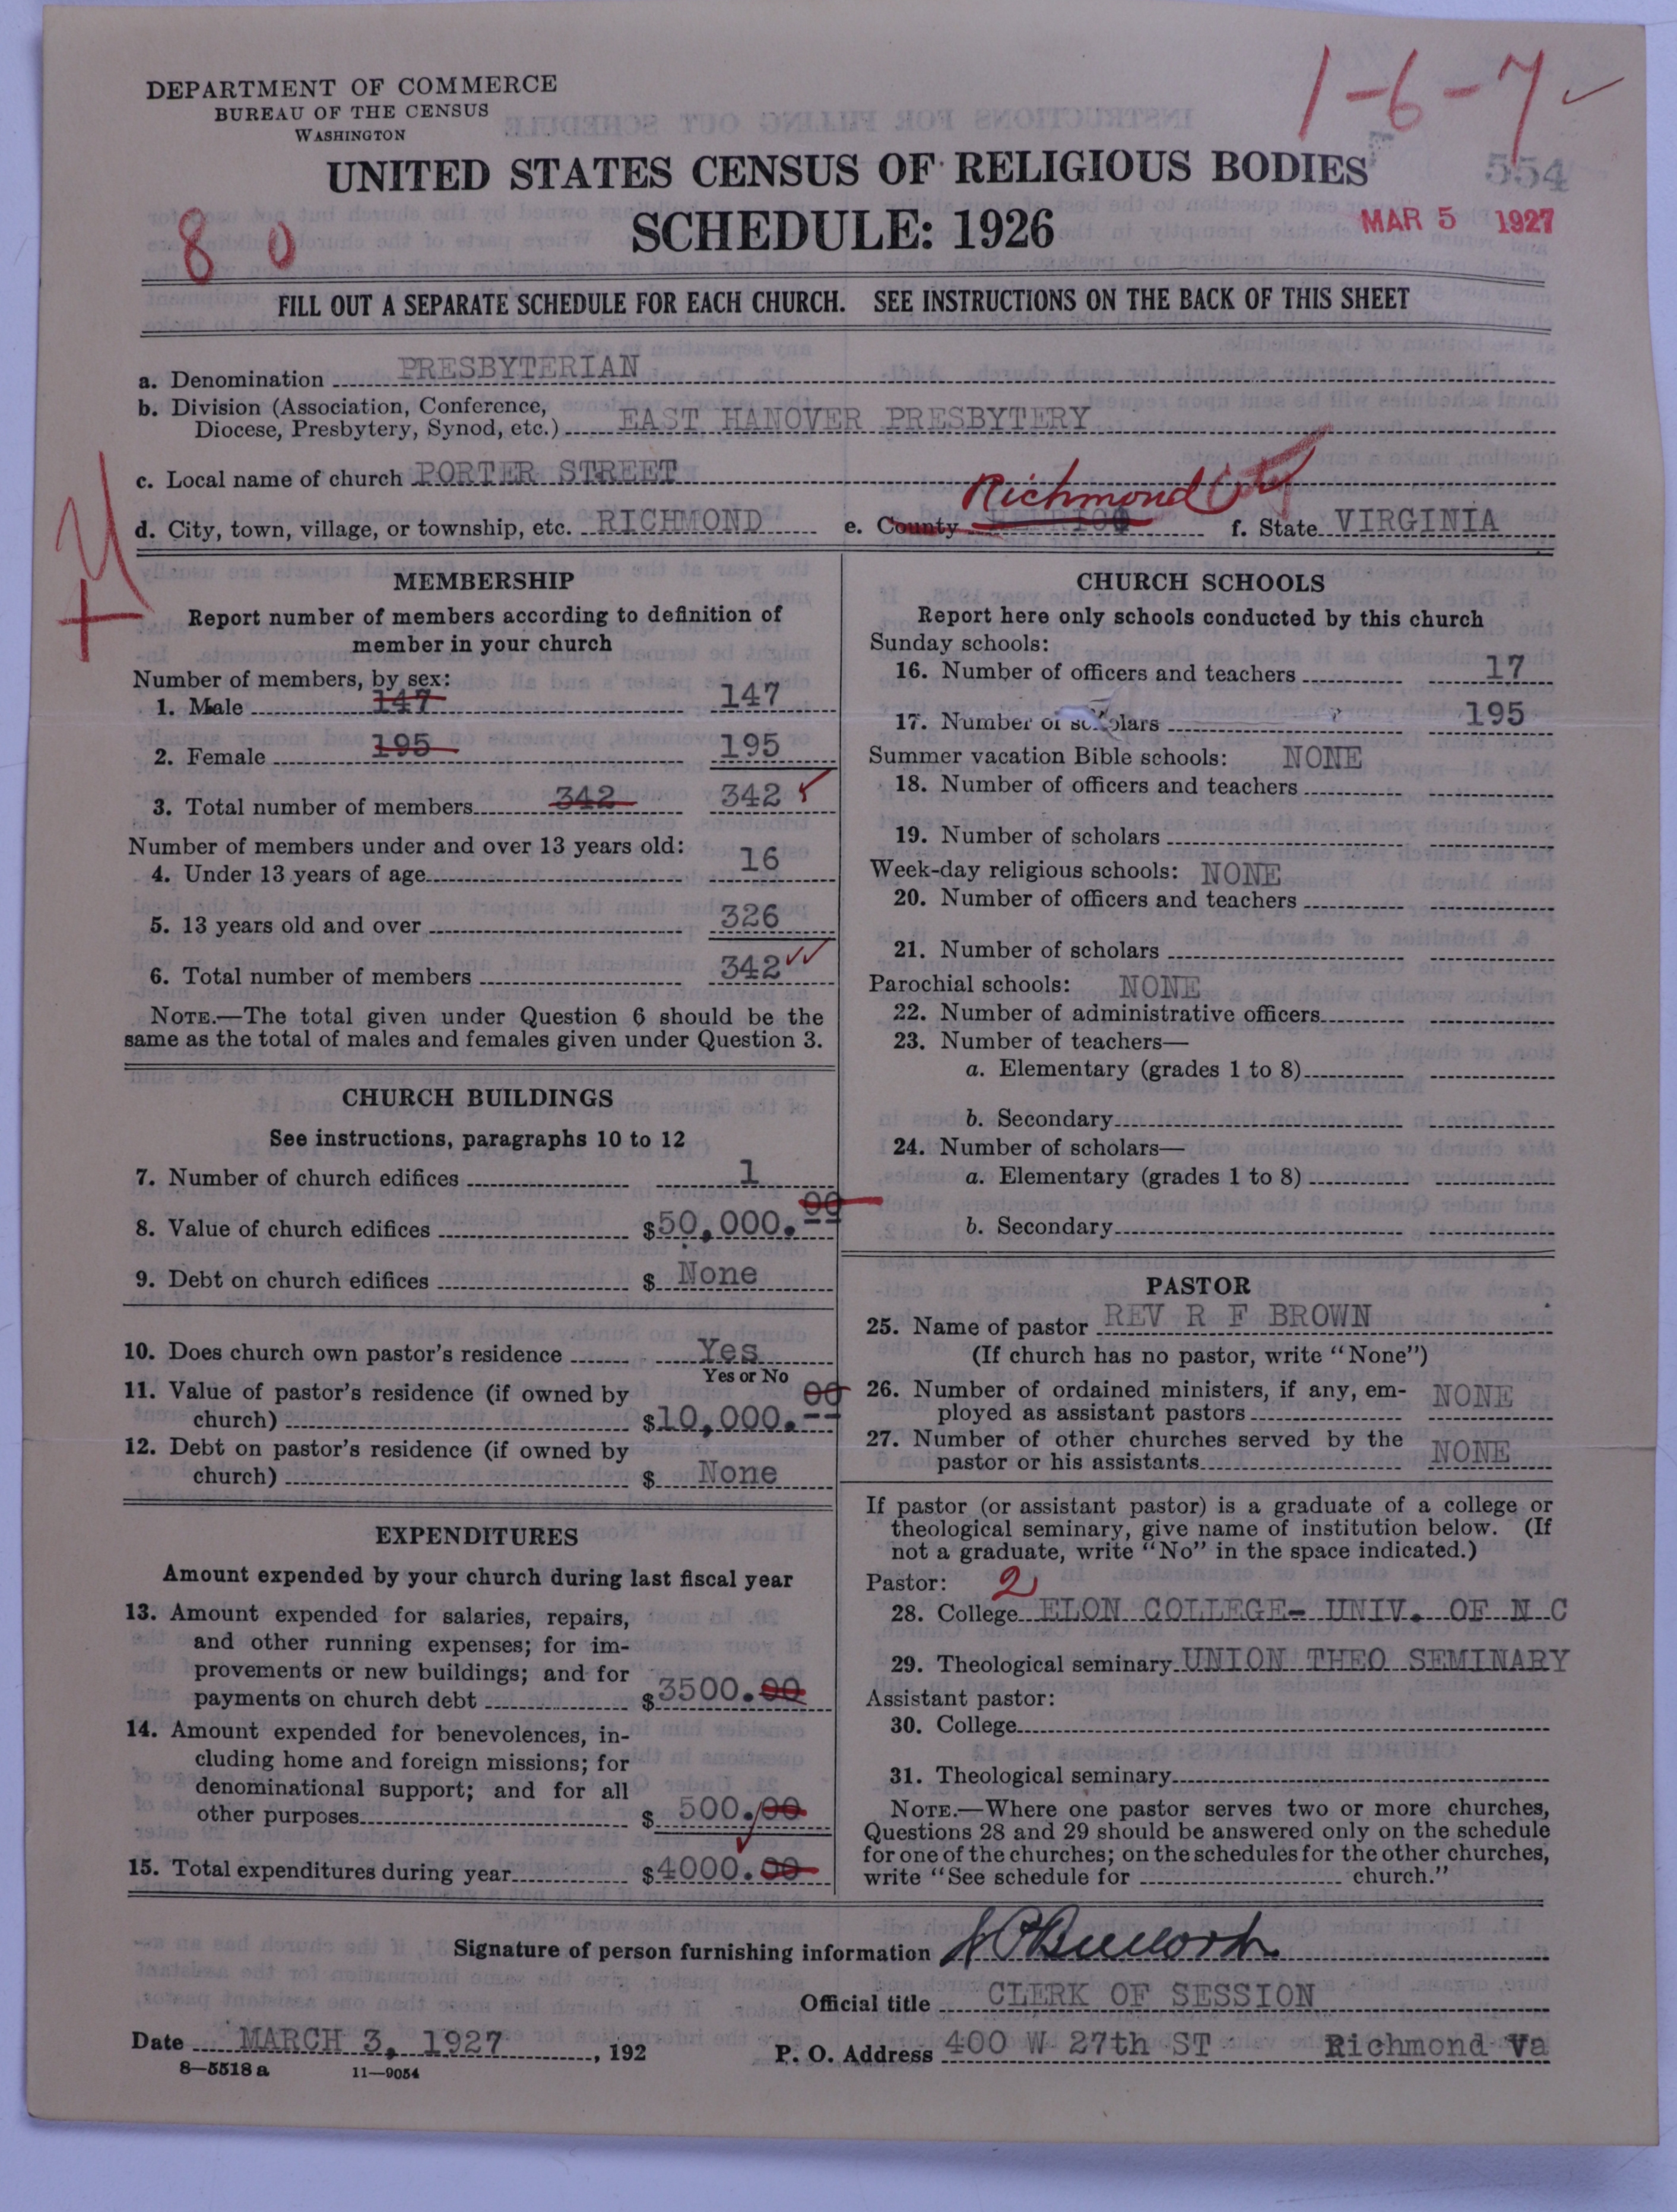 DEPARTMENT OF COMMERCE
BUREAU OF THE CENSUS
WASHINGTON
1-6-7
UNITED STATES CENSUS OF RELIGIOUS BODIES
554
SCHEDULE: 1926
MAR 5 1927
8 0
FILL OUT A SEPARATE SCHEDULE FOR EACH CHURCH. SEE INSTRUCTIONS ON THE BACK OF THIS SHEET
a. Denomination PRESBYTERIAN
b. Division (Association, Conference,
Diocese, Presbytery, Synod, etc.) EAST HANOVER PRESBYTERY
c. Local name of church PORTER STREET
Richmond
d. City, town, village, or township, etc. RICHMOND e. County f. State VIRGINIA
MEMBERSHIP
Report number of members according to definition of
member in your church
Number of members, by sex:
1. Male 147 147
2. Female 195 195
3. Total number of members 342 342
Number of members under and over 13 years old:
4. Under 13 years of age 16
5. 13 years old and over 326
6. Total number of members 342
NOTE.—The total given under Question 6 should be the
same as the total of males and females given under Question 3.
CHURCH BUILDINGS
See instructions, paragraphs 10 to 12
7. Number of church edifices 1
8. Value of church edifices $50,000.00
9. Debt on church edifices $ None
10. Does church own pastor's residence Yes
Yes or No
11. Value of pastor's residence (if owned by
church) $10,000.00
12. Debt on pastor's residence (if owned by
church) $ None
EXPENDITURES
Amount expended by your church during last fiscal year
13. Amount expended for salaries, repairs,
and other running expenses; for im-
provements or new buildings; and for
payments on church debt $3500.00
14. Amount expended for benevolences, in-
cluding home and foreign missions; for
denominational support; and for all
other purposes $ 500.00
15. Total expenditures during year $4000.00
CHURCH SCHOOLS
Report here only schools conducted by this church
Sunday schools:
16. Number of officers and teachers 17
17. Number of scholars 195
Summer vacation Bible schools: NONE
18. Number of officers and teachers
19. Number of scholars
Week-day religious schools: NONE
20. Number of officers and teachers
21. Number of scholars
Parochial schools: NONE
22. Number of administrative officers
23. Number of teachers—
a. Elementary (grades 1 to 8)
b. Secondary
24. Number of scholars—
a. Elementary (grades 1 to 8)
b. Secondary
PASTOR
25. Name of pastor REV R F BROWN
(If church has no pastor, write "None")
26. Number of ordained ministers, if any, em-
ployed as assistant pastors NONE
27. Number of other churches served by the
pastor or his assistants NONE
If pastor (or assistant pastor) is a graduate of a college or
theological seminary, give name of institution below. (If
not a graduate, write "No" in the space indicated.)
Pastor: 2
28. College ELON COLLEGE- UNIV. OF N C
29. Theological seminary UNION THEO SEMINARY
Assistant pastor:
30. College
31. Theological seminary
NOTE.—Where one pastor serves two or more churches,
Questions 28 and 29 should be answered only on the schedule
for one of the churches; on the schedules for the other churches,
write "See schedule for church."
Signature of person furnishing information
Official title CLERK OF SESSION
Date MARCH 3, 1927, 192
P. O. Address 400 W 27th ST Richmond Va
8—5518 a 11—9054